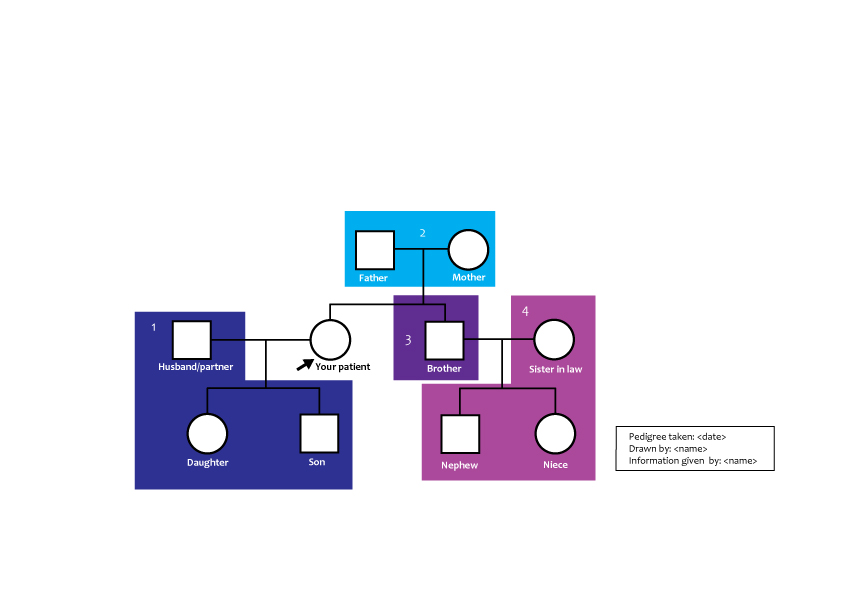 2
Father
Mother
1
3
4
Husband/partner
Your patient
Brother
Sister in law
Daughter
Son
Nephew
Niece
Pedigree taken: <date>
Drawn by: <name>
Information given  by: <name>